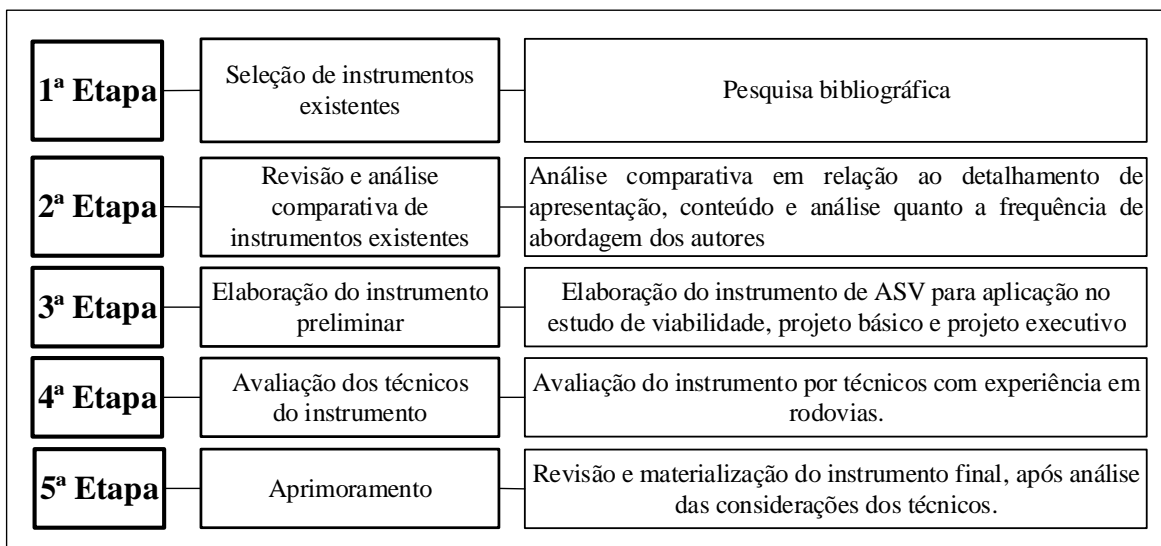 1ª Etapa
Seleção de instrumentos
existentes
Pesquisa bibliográfica
2ª Etapa
Revisão e análise
comparativa de
instrumentos existentes
Análise comparativa em relação ao detalhamento de
apresentação, conteúdo e análise quanto a frequência de
abordagem dos autores
3ª Etapa
Elaboração do instrumento
preliminar
Elaboração do instrumento de ASV para aplicação no
estudo de viabilidade, projeto básico e projeto executivo
4ª Etapa
Avaliação dos técnicos
do instrumento
Avaliação do instrumento por técnicos com experiência em
rodovias.
5ª Etapa
Aprimoramento
Revisão e materialização do instrumento final, após análise
das considerações dos técnicos.